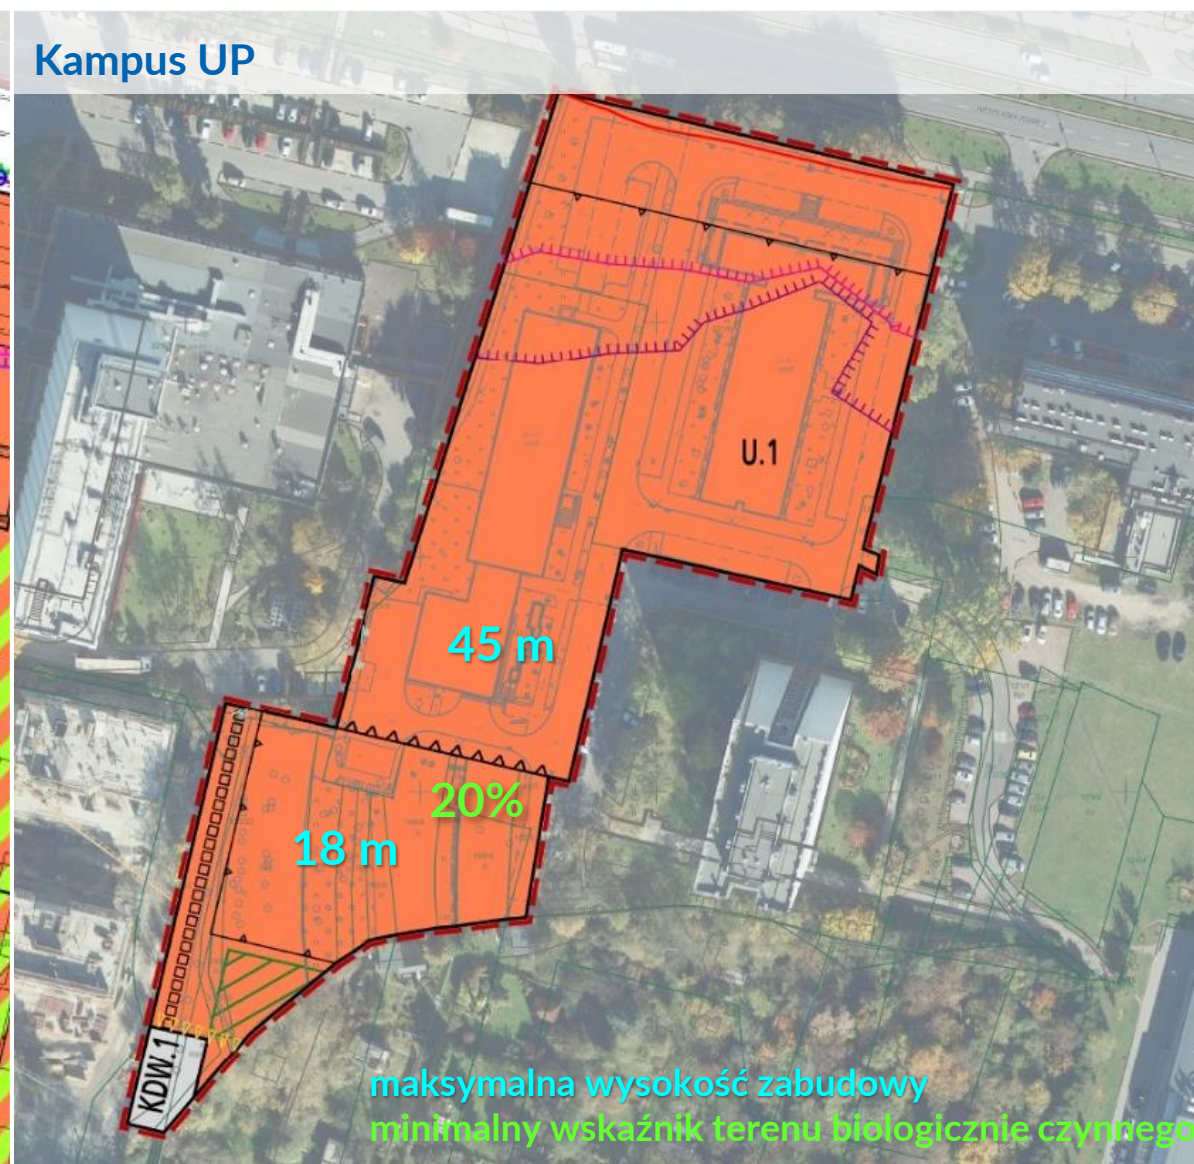 Kampus UP
U.1
45 m
20%
18 m
KDW.1
maksymalna wysokość zabudowy
minimalny wskaźnik terenu biologicznie czynnego